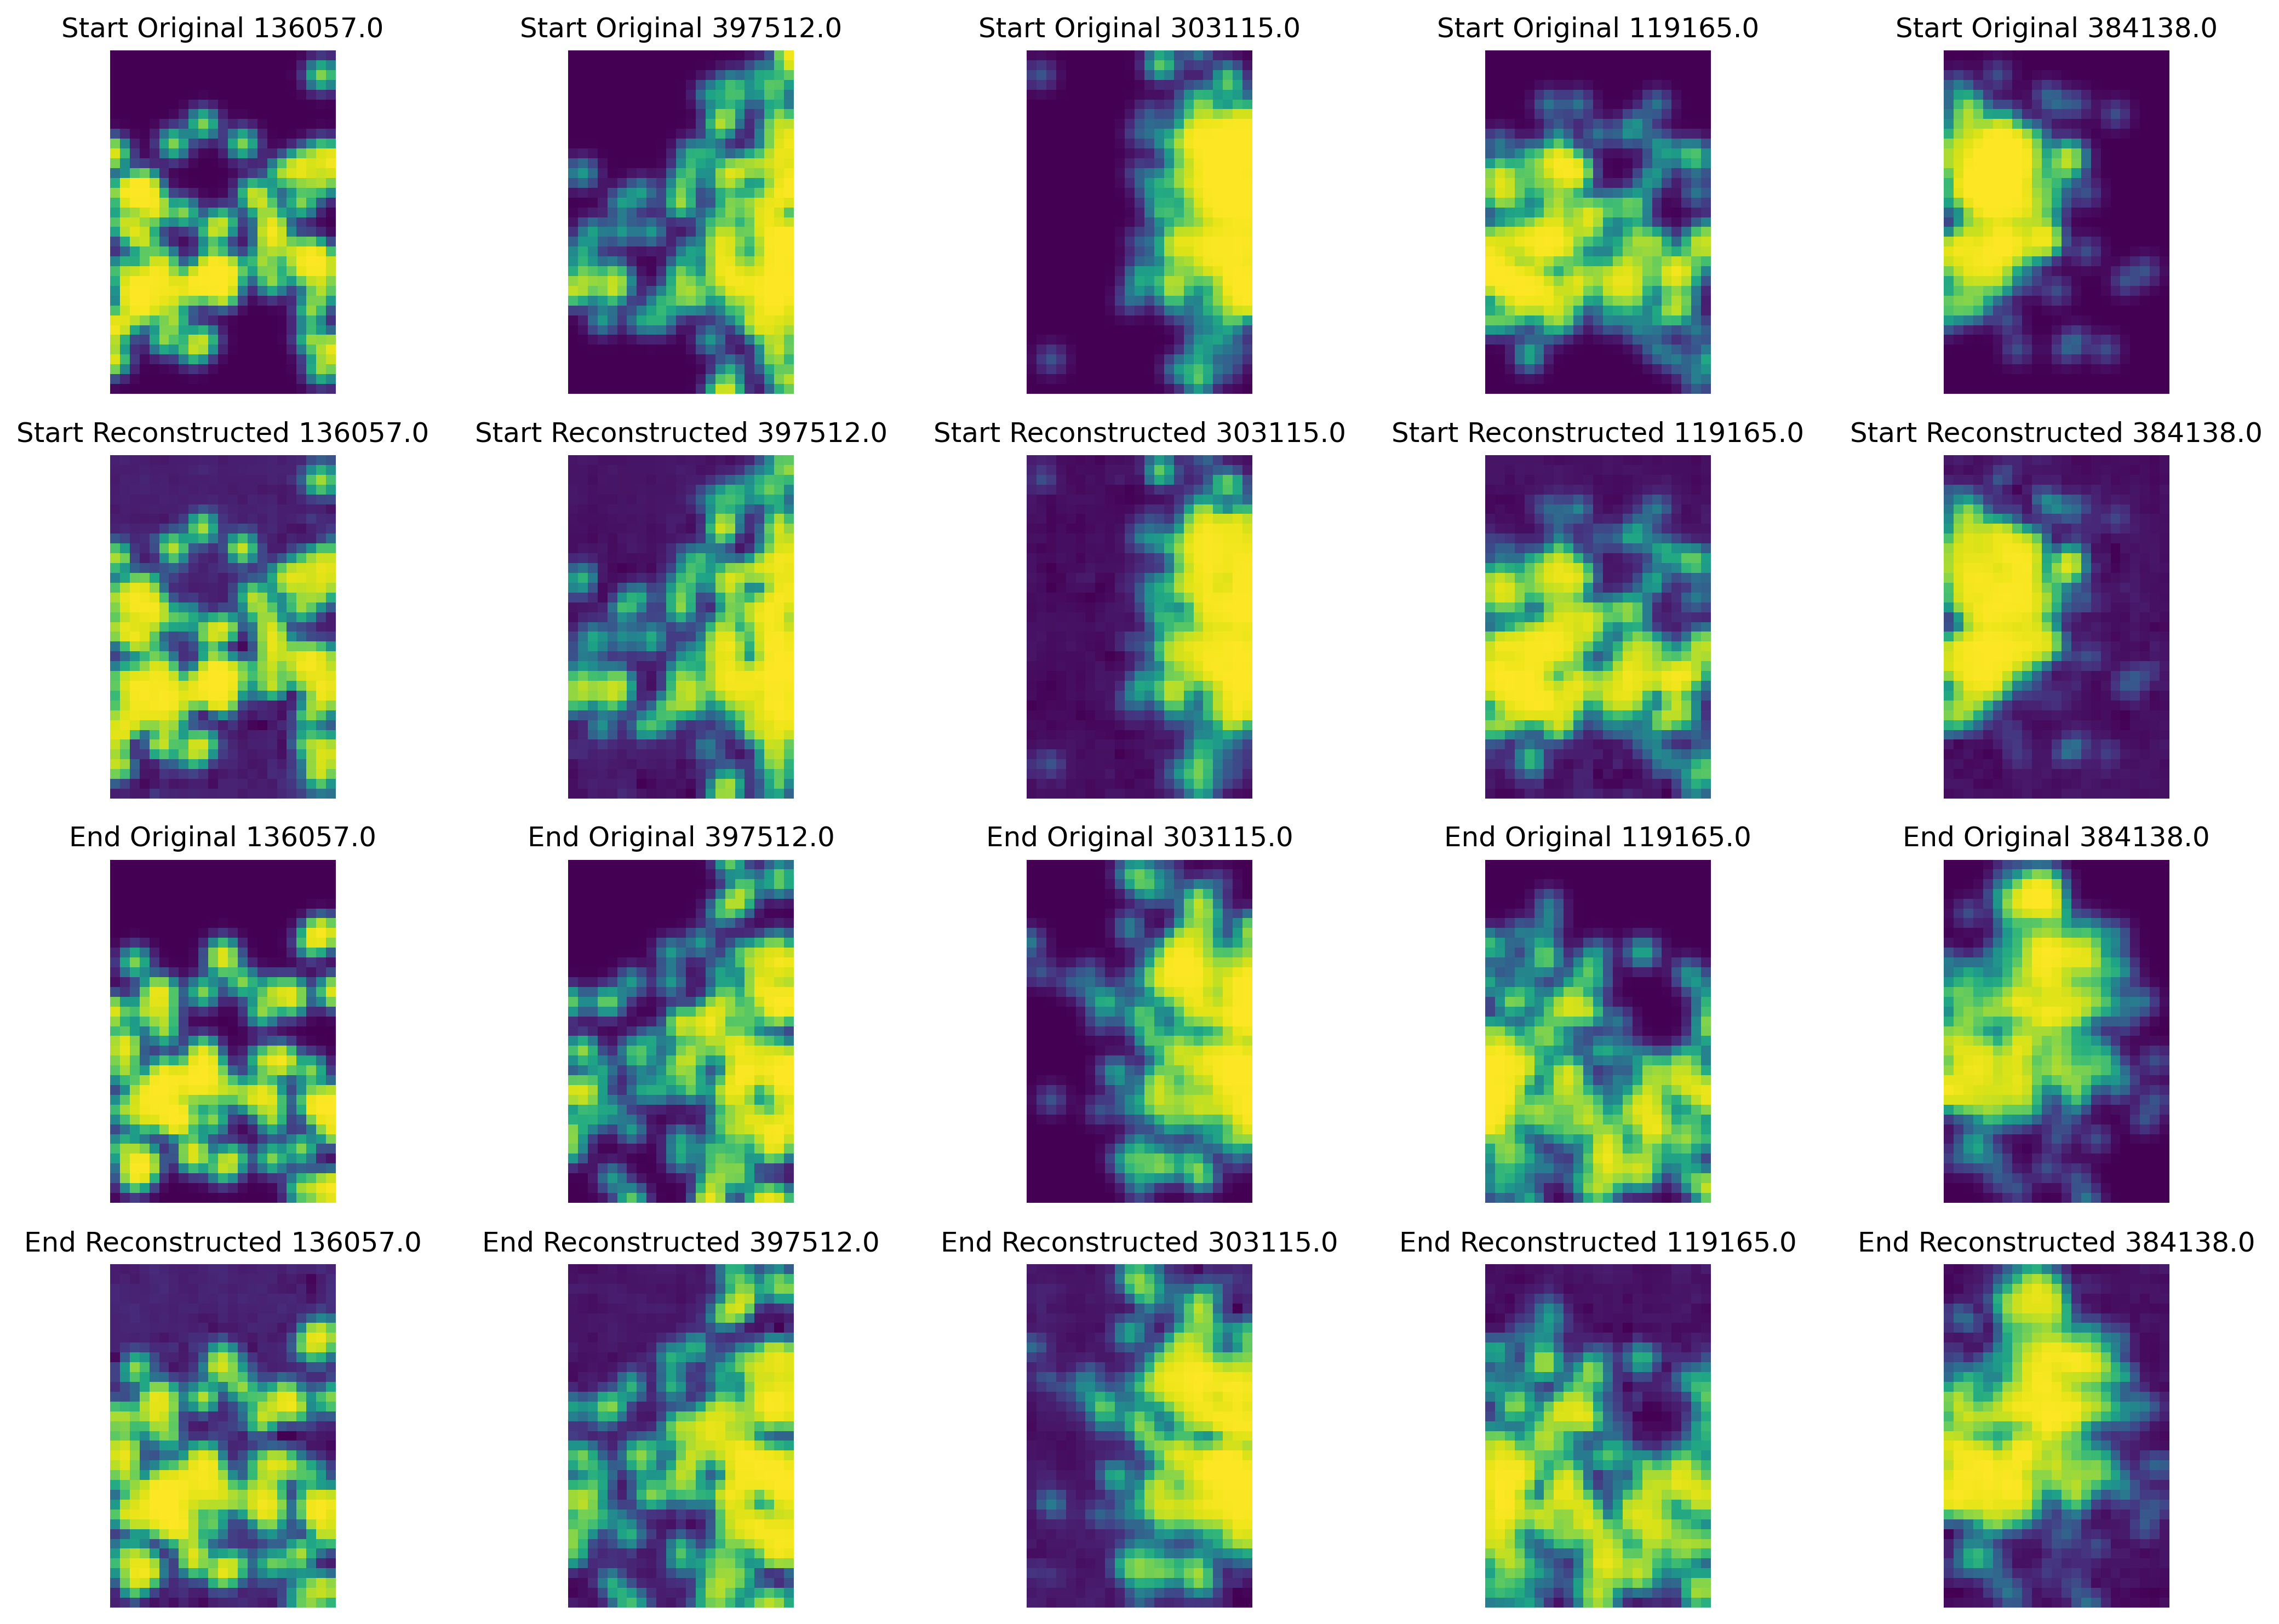 Start Original 136057.0
Start Original 397512.0
Start Original 303115.0
Start Original 119165.0
Start Original 384138.0
Start Reconstructed 136057.0
Start Reconstructed 397512.0
Start Reconstructed 303115.0
Start Reconstructed 119165.0
Start Reconstructed 384138.0
End Original 136057.0
End Original 397512.0
End Original 303115.0
End Original 119165.0
End Original 384138.0
End Reconstructed 136057.0
End Reconstructed 397512.0
End Reconstructed 303115.0
End Reconstructed 119165.0
End Reconstructed 384138.0